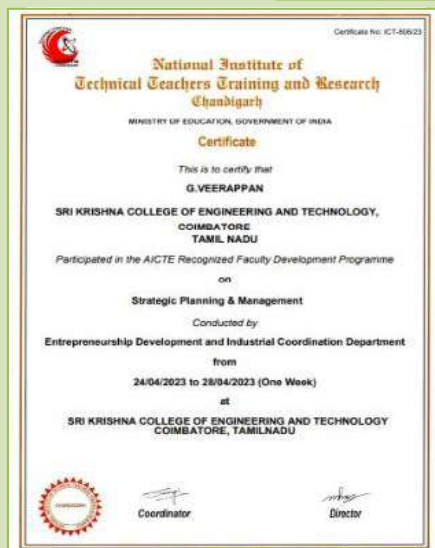 Certificate No: ICT-806/23
National Institute of
Technical Teachers Training and Research
Chandigarh
MINISTRY OF EDUCATION, GOVERNMENT OF INDIA
Certificate
This is to certify that
G.VEERAPPAN
SRI KRISHNA COLLEGE OF ENGINEERING AND TECHNOLOGY,
COIMBATORE
TAMIL NADU
Participated in the AICTE Recognized Faculty Development Programme
on
Strategic Planning & Management
Conducted by
Entrepreneurship Development and Industrial Coordination Department
from
24/04/2023 to 28/04/2023 (One Week)
at
SRI KRISHNA COLLEGE OF ENGINEERING AND TECHNOLOGY
COIMBATORE, TAMILNADU
Coordinator
Director